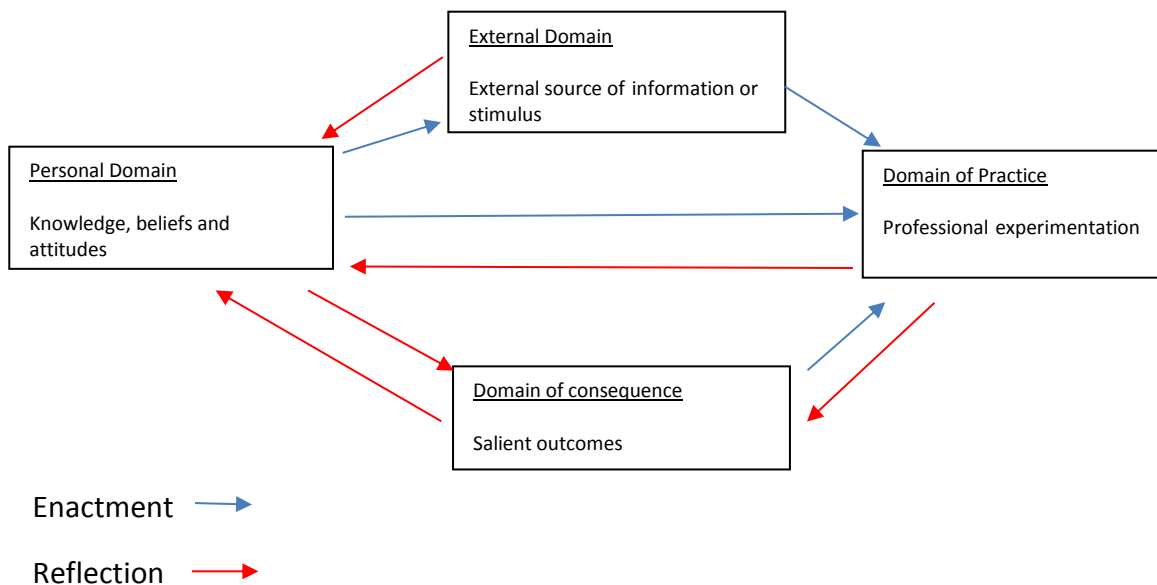 External Domain
External source of information or
stimulus
Personal Domain
Knowledge, beliefs and
attitudes
Domain of Practice
Professional experimentation
Domain of consequence
Salient outcomes
Enactment
Reflection